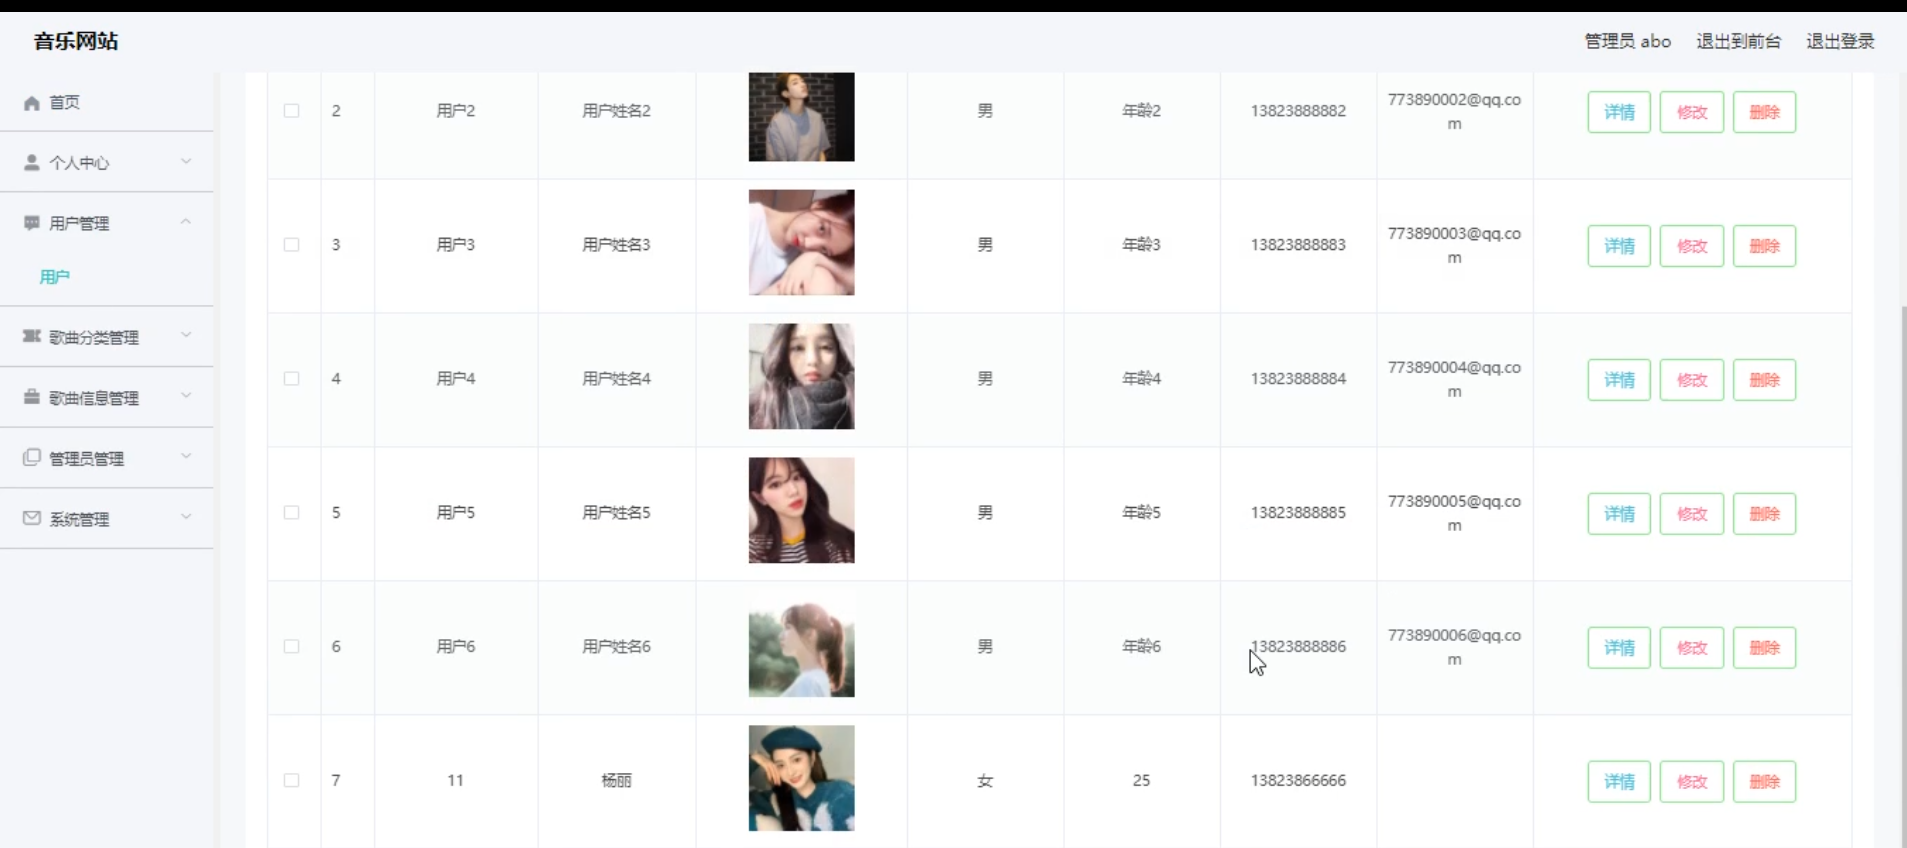 音乐网站
管理员 abo 退出到前台 退出登录
首页
个人中心
用户管理
用户
歌曲分类管理
歌曲信息管理
管理员管理
系统管理
2 用户2 用户姓名2 男 年龄2 13823888882 773890002@qq.co
m
详情 修改 删除
3 用户3 用户姓名3 男 年龄3 13823888883 773890003@qq.co
m
详情 修改 删除
4 用户4 用户姓名4 男 年龄4 13823888884 773890004@qq.co
m
详情 修改 删除
5 用户5 用户姓名5 男 年龄5 13823888885 773890005@qq.co
m
详情 修改 删除
6 用户6 用户姓名6 男 年龄6 13823888886 773890006@qq.co
m
详情 修改 删除
7 11 杨丽 女 25 13823866666
详情 修改 删除